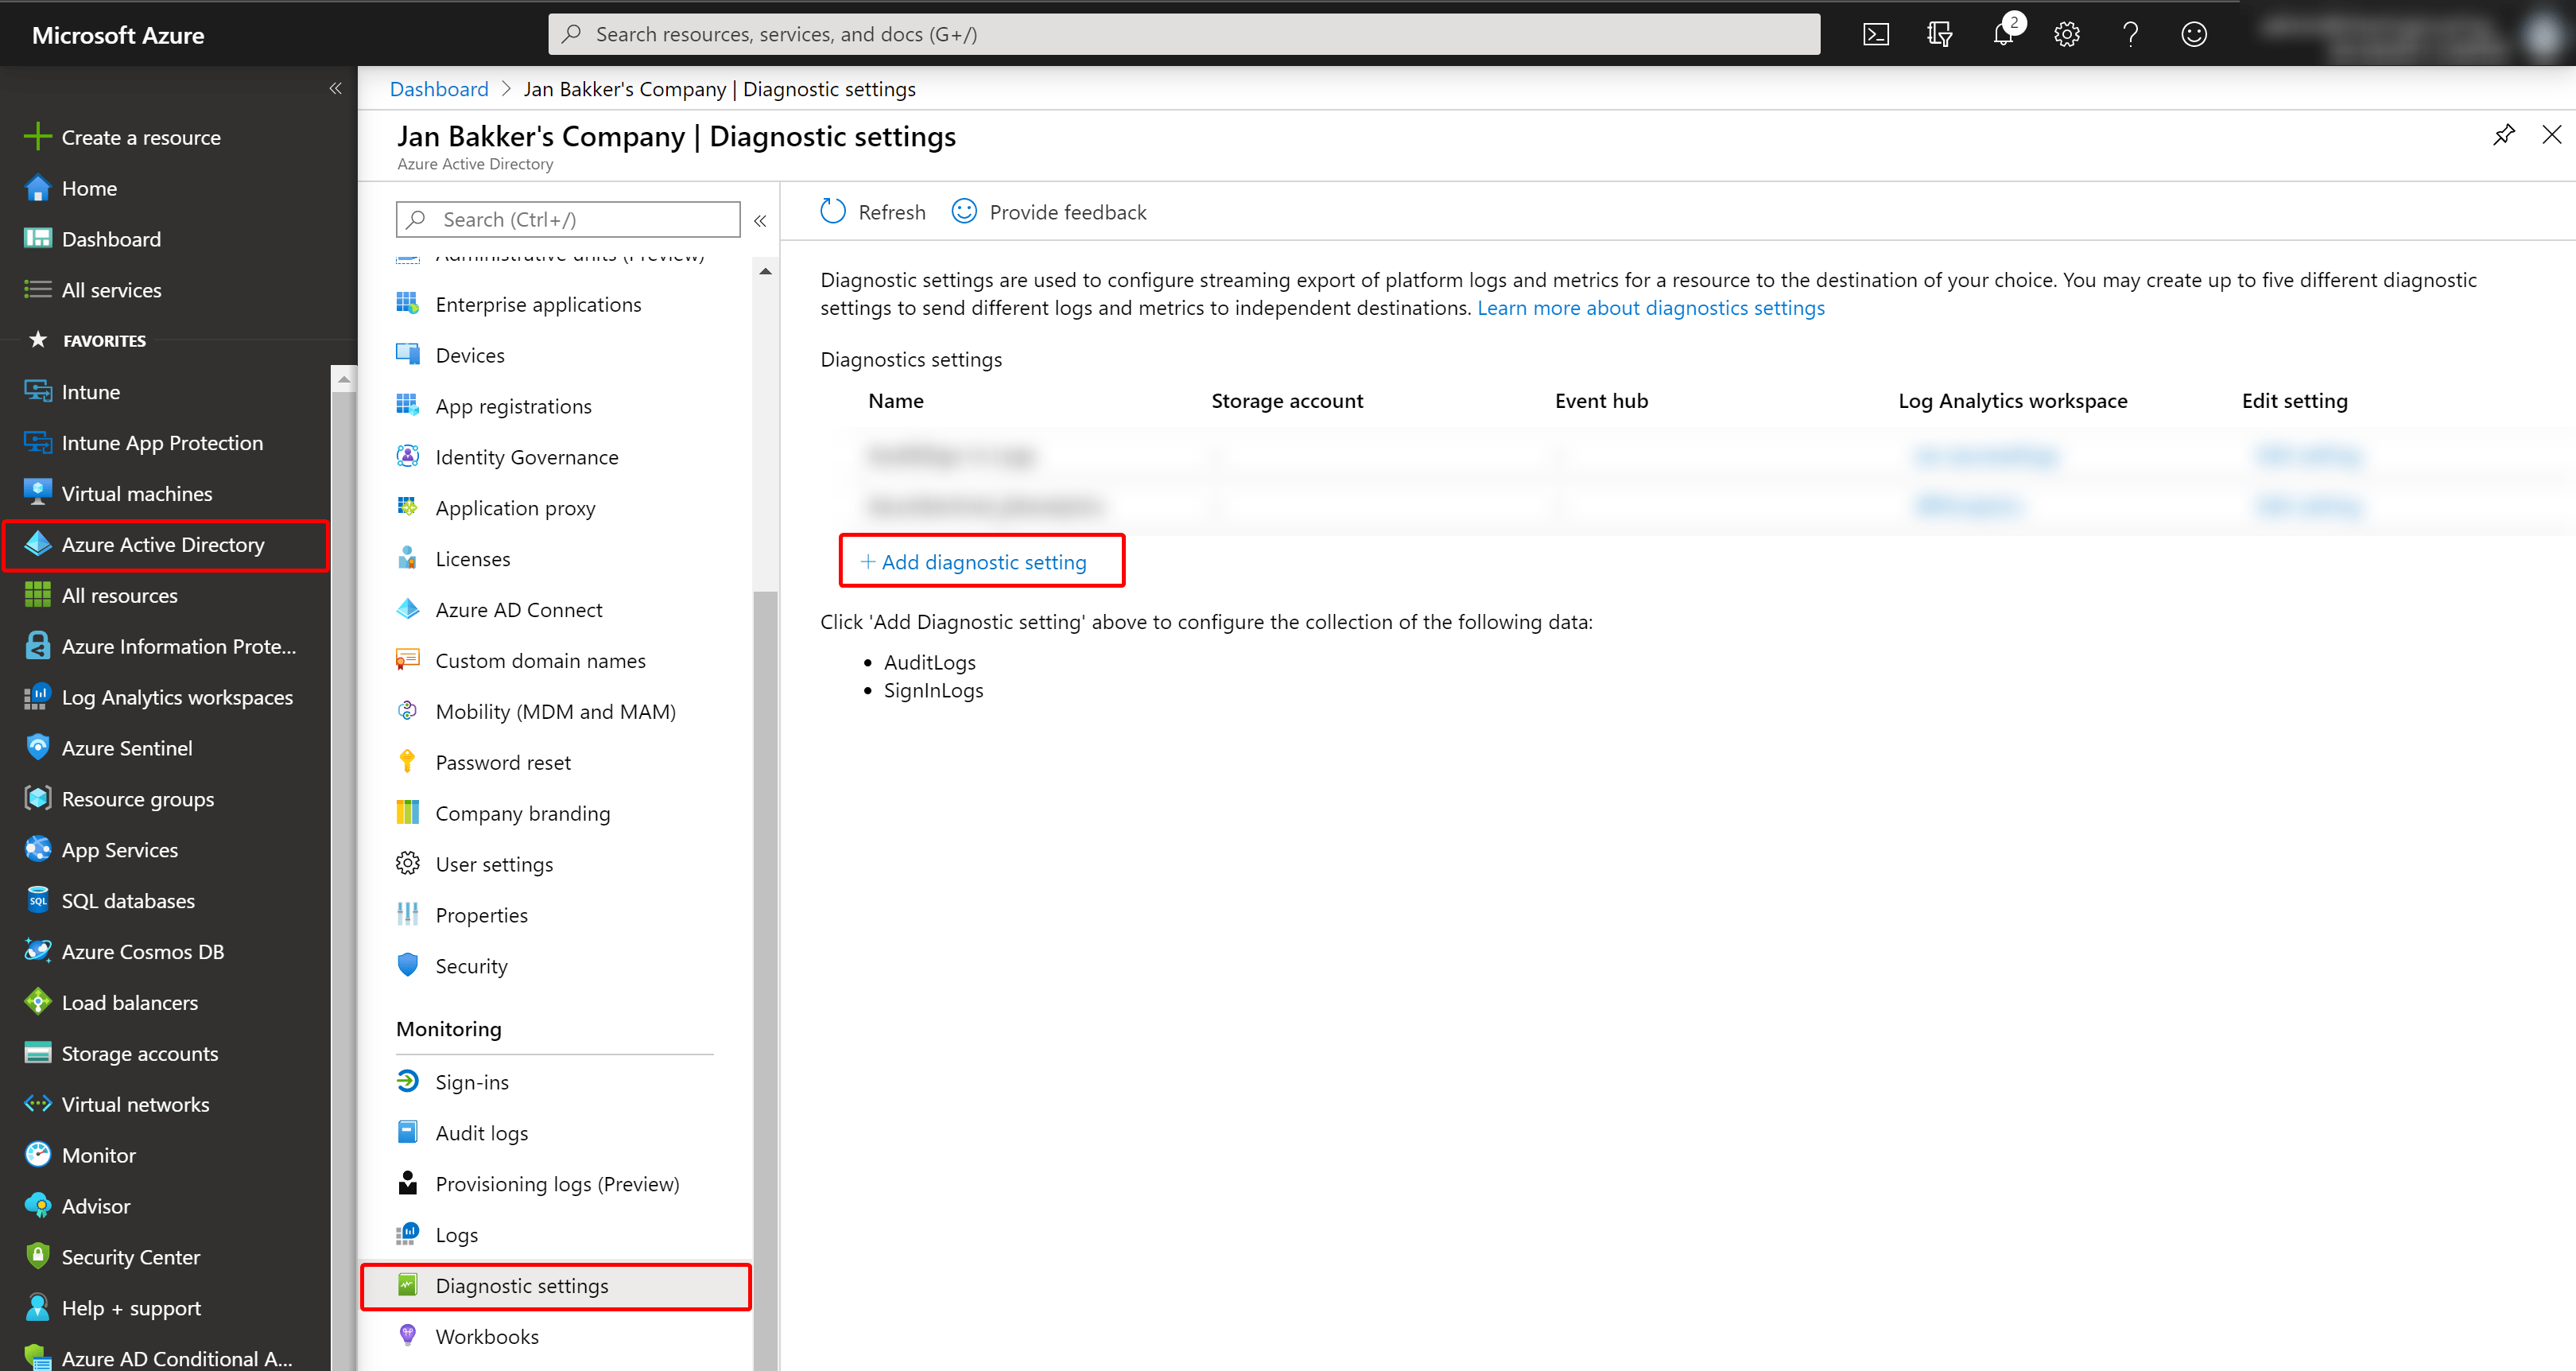 Microsoft Azure
Search resources, services, and docs (G+/)
2
Create a resource
Home
Dashboard
All services
FAVORITES
Intune
Intune App Protection
Virtual machines
Azure Active Directory
All resources
Azure Information Prote...
Log Analytics workspaces
Azure Sentinel
Resource groups
App Services
SQL databases
Azure Cosmos DB
Load balancers
Storage accounts
Virtual networks
Monitor
Advisor
Security Center
Help + support
Azure AD Conditional A...
Dashboard > Jan Bakker's Company | Diagnostic settings
Jan Bakker's Company | Diagnostic settings
Azure Active Directory
Search (Ctrl+/)
Administrative units (Preview)
Enterprise applications
Devices
App registrations
Identity Governance
Application proxy
Licenses
Azure AD Connect
Custom domain names
Mobility (MDM and MAM)
Password reset
Company branding
User settings
Properties
Security
Monitoring
Sign-ins
Audit logs
Provisioning logs (Preview)
Logs
Diagnostic settings
Workbooks
Refresh Provide feedback
Diagnostic settings are used to configure streaming export of platform logs and metrics for a resource to the destination of your choice. You may create up to five different diagnostic
settings to send different logs and metrics to independent destinations. Learn more about diagnostics settings
Diagnostics settings
Name Storage account Event hub Log Analytics workspace Edit setting
+ Add diagnostic setting
Click 'Add Diagnostic setting' above to configure the collection of the following data:
• AuditLogs
• SignInLogs